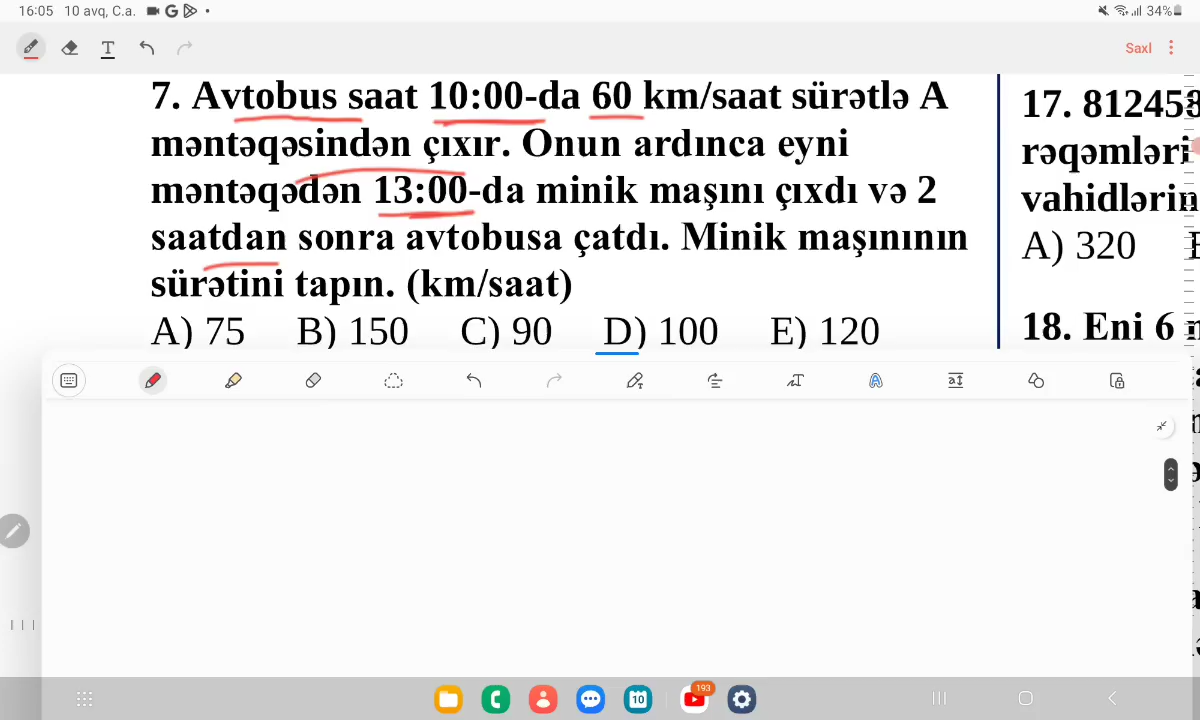 16:05 10 avq, C.a. 34%
T Saxl
7. Avtobus saat 10:00-da 60 km/saat sürətlə A
məntəqəsindən çıxır. Onun ardınca eyni
məntəqədən 13:00-da minik maşını çıxdı və 2
saatdan sonra avtobusa çatdı. Minik maşınının
sürətini tapın. (km/saat)
A) 75 B) 150 C) 90 D) 100 E) 120
17. 812458
rəqəmləri
vahidlərin
A) 320
18. Eni 6
10
193